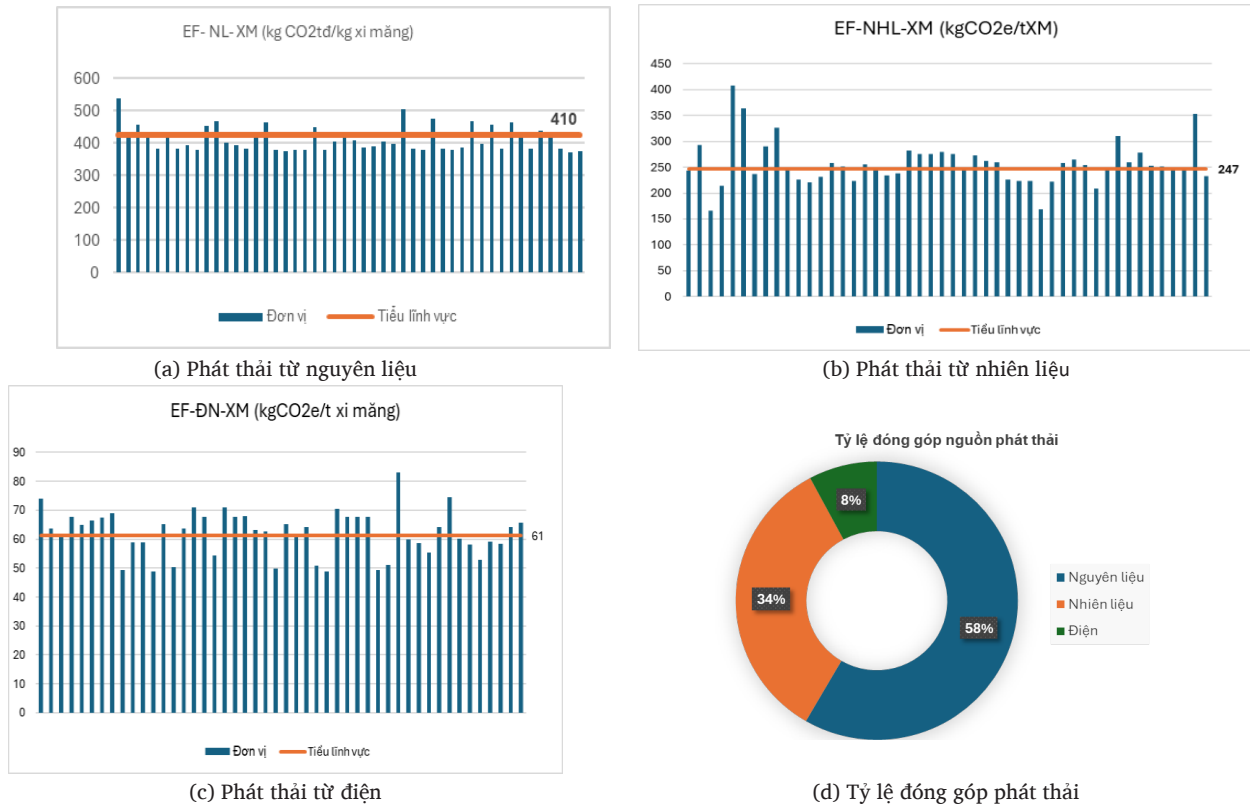 EF- NL- XM (kg CO2tđ/kg xi măng)
600
500
400
300
200
100
0
410
Đơn vị
Tiểu lĩnh vực
(a) Phát thải từ nguyên liệu
EF-NHL-XM (kgCO2e/tXM)
450
400
350
300
250
200
150
100
50
0
247
Đơn vị
Tiểu lĩnh vực
(b) Phát thải từ nhiên liệu
EF-ĐN-XM (kgCO2e/t xi măng)
90
80
70
60
50
40
30
20
10
0
61
Đơn vị
Tiểu lĩnh vực
(c) Phát thải từ điện
Tỷ lệ đóng góp nguồn phát thải
8%
34%
58%
Nguyên liệu
Nhiên liệu
Điện
(d) Tỷ lệ đóng góp phát thải